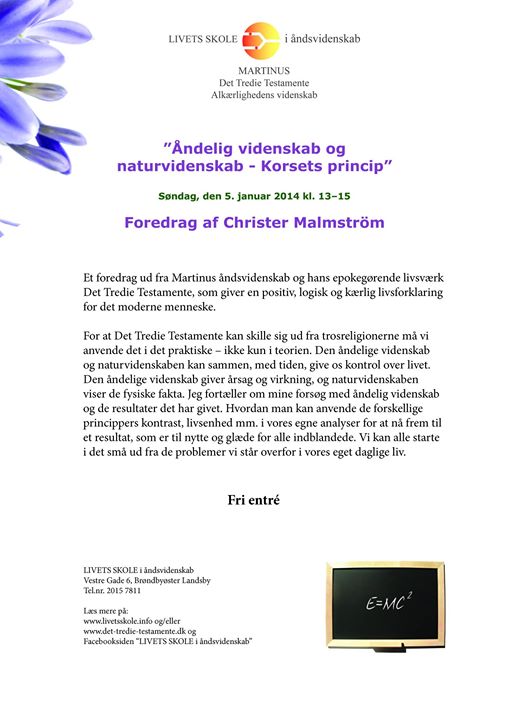 LIVETS SKOLE i åndsvidenskab
MARTINUS
Det Tredie Testamente
Alkærlighedens videnskab
”Åndelig videnskab og
naturvidenskab - Korsets princip”
Søndag, den 5. januar 2014 kl. 13–15
Foredrag af Christer Malmström
Et foredrag ud fra Martinus åndsvidenskab og hans epokegørende livsværk
Det Tredie Testamente, som giver en positiv, logisk og kærlig livsforklaring
for det moderne menneske.
For at Det Tredie Testamente kan skille sig ud fra trosreligionerne må vi
anvende det i det praktiske – ikke kun i teorien. Den åndelige videnskab
og naturvidenskaben kan sammen, med tiden, give os kontrol over livet.
Den åndelige videnskab giver årsag og virkning, og naturvidenskaben
viser de fysiske fakta. Jeg fortæller om mine forsøg med åndelig videnskab
og de resultater det har givet. Hvordan man kan anvende de forskellige
princippers kontrast, livsenhed mm. i vores egne analyser for at nå frem til
et resultat, som er til nytte og glæde for alle indblandede. Vi kan alle starte
i det små ud fra de problemer vi står overfor i vores eget daglige liv.
Fri entré
LIVETS SKOLE i åndsvidenskab
Vestre Gade 6, Brøndbyøster Landsby
Tel.nr. 2015 7811
Læs mere på:
www.livetsskole.info og/eller
www.det-tredie-testamente.dk og
Facebooksiden “LIVETS SKOLE i åndsvidenskab”
E=MC²